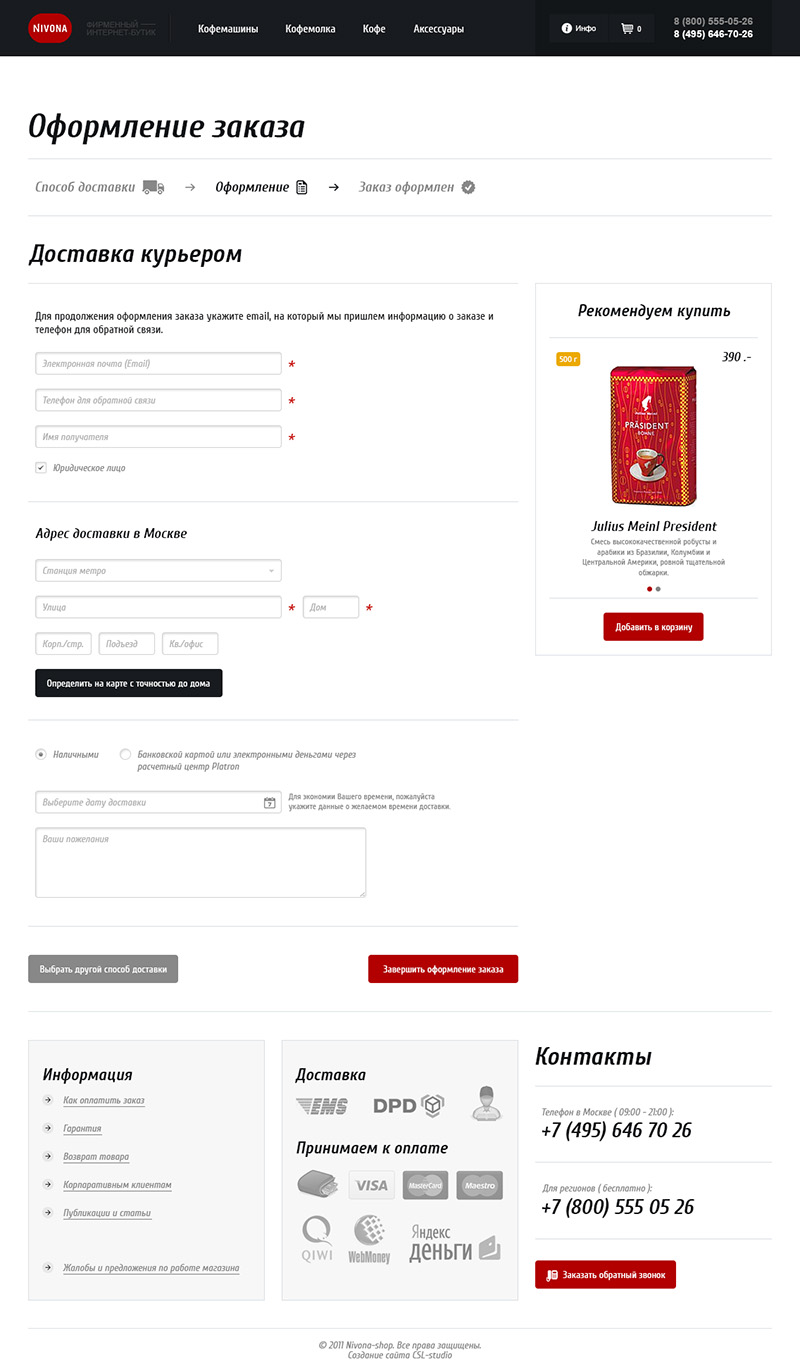 NIVONA
ФИРМЕННЫЙ
ИНТЕРНЕТ-БУТИК
Кофемашины
Кофемолка
Кофе
Аксессуары
Инфо
0
8 (800) 555-05-26
8 (495) 646-70-26
Оформление заказа
Способ доставки
Оформление
Заказ оформлен
Доставка курьером
Для продолжения оформления заказа укажите email, на который мы пришлем информацию о заказе и
телефон для обратной связи.
Электронная почта (Email) *
Телефон для обратной связи *
Имя получателя *
Юридическое лицо
Адрес доставки в Москве
Станция метро
Улица * Дом *
Корп./стр. Подъезд Кв./офис
Определить на карте с точностью до дома
Наличными
Банковской картой или электронными деньгами через
расчетный центр Platron
Выберите дату доставки
7
Для экономии Вашего времени, пожалуйста
укажите данные о желаемом времени доставки.
Ваши пожелания
Выбрать другой способ доставки
Завершить оформление заказа
Рекомендуем купить
500 г
390 .-
Julius Meinl
PRÄSIDENT
BOHNE
Julius Meinl President
Смесь высококачественной робусты и
арабики из Бразилии, Колумбии и
Центральной Америки, ровной тщательной
обжарки.
Добавить в корзину
Информация
Как оплатить заказ
Гарантия
Возврат товара
Корпоративным клиентам
Публикации и статьи
Жалобы и предложения по работе магазина
Доставка
EMS
DPD
Принимаем к оплате
VISA
MasterCard
Maestro
QIWI
WebMoney
Яндекс
деньги
Контакты
Телефон в Москве ( 09:00 - 21:00 ):
+7 (495) 646 70 26
Для регионов ( бесплатно ):
+7 (800) 555 05 26
Заказать обратный звонок
© 2011 Nivona-shop. Все права защищены.
Создание сайта CSL-studio